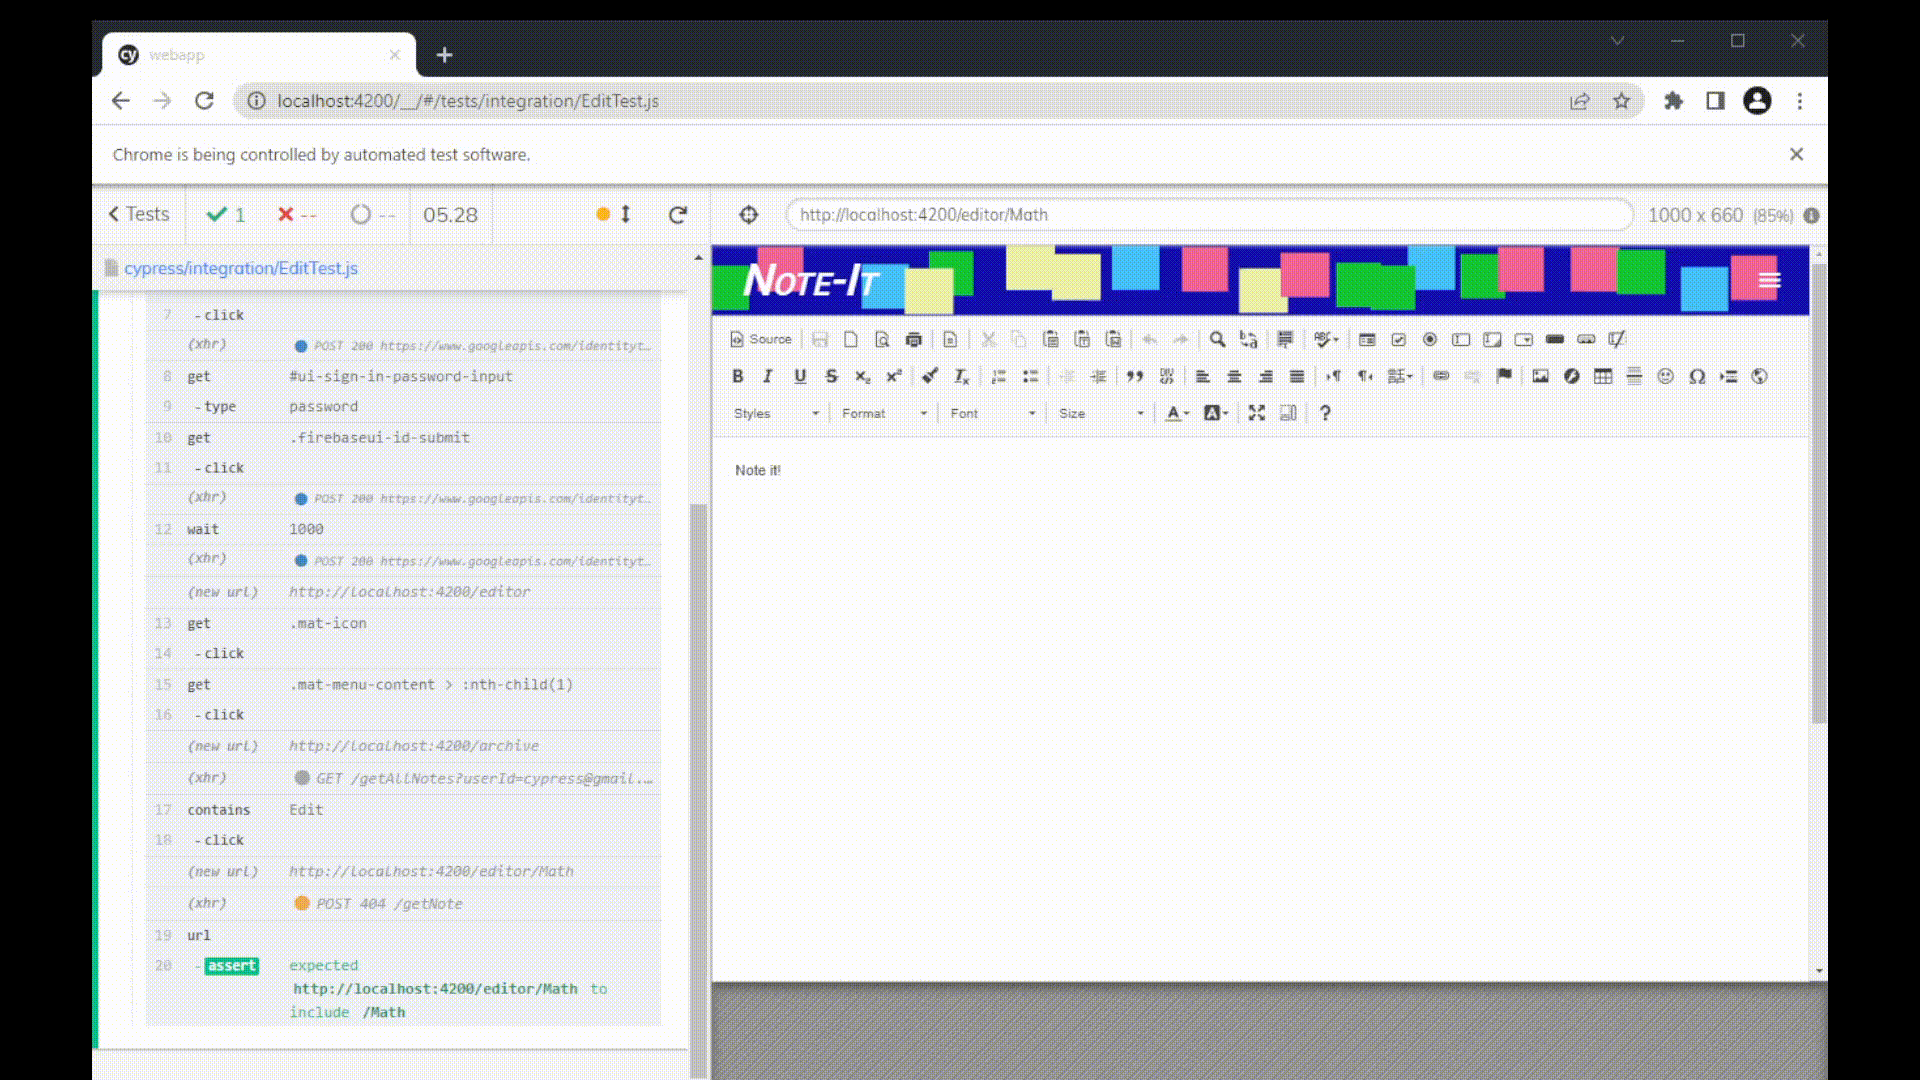 cy webapp
localhost:4200/__/#/tests/integration/EditTest.js
Chrome is being controlled by automated test software.
Tests 1 -- -- 05.28
http://localhost:4200/editor/Math 1000 x 660 (85%)
cypress/integration/EditTest.js
7 -click
(xhr) POST 200 https://www.googleapis.com/identityt...
8 get #ui-sign-in-password-input
9 -type password
10 get .firebaseui-id-submit
11 -click
(xhr) POST 200 https://www.googleapis.com/identityt...
12 wait 1000
(xhr) POST 200 https://www.googleapis.com/identityt...
(new url) http://localhost:4200/editor
13 get .mat-icon
14 -click
15 get .mat-menu-content > :nth-child(1)
16 -click
(new url) http://localhost:4200/archive
(xhr) GET /getAllNotes?userId=cypress@gmail....
17 contains Edit
18 -click
(new url) http://localhost:4200/editor/Math
(xhr) POST 404 /getNote
19 url
20 -assert expected
http://localhost:4200/editor/Math to
include /Math
NOTE-IT
Source
B I U S x₂ x² Ix
Styles Format Font Size A A ?
Note it!